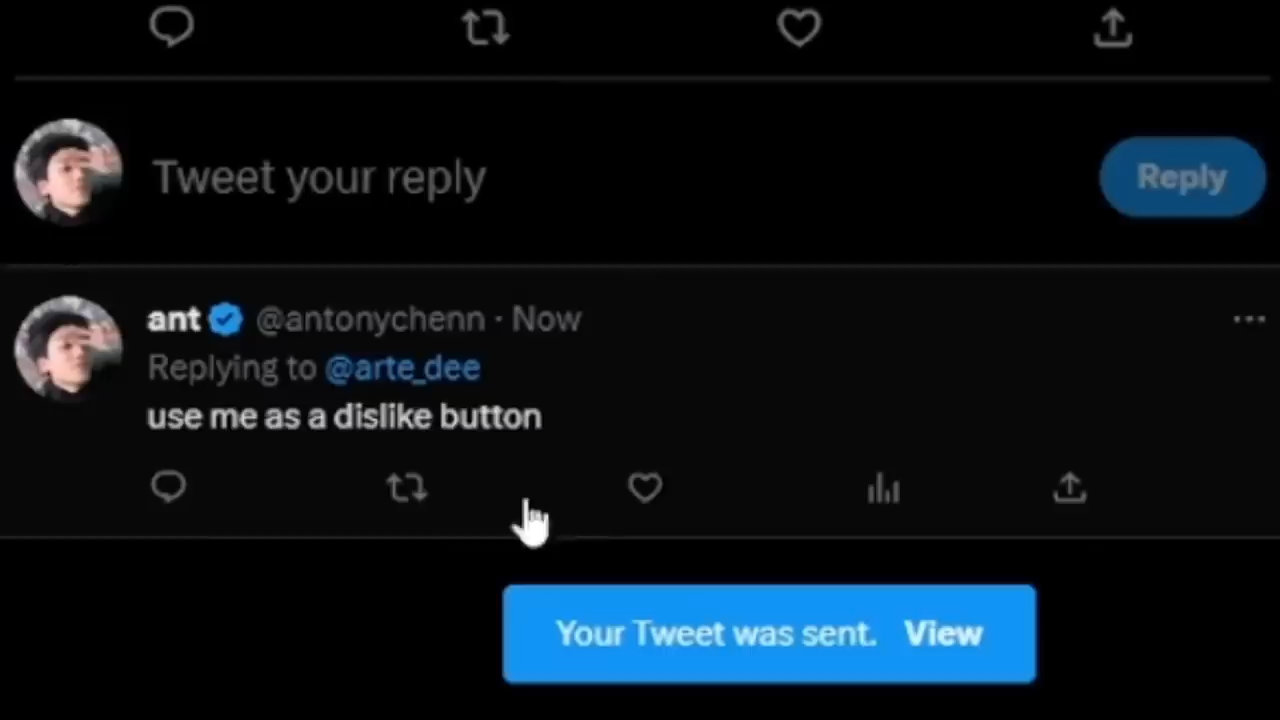 Tweet your reply
Reply
ant @antonychenn · Now
Replying to @arte_dee
use me as a dislike button
Your Tweet was sent. View